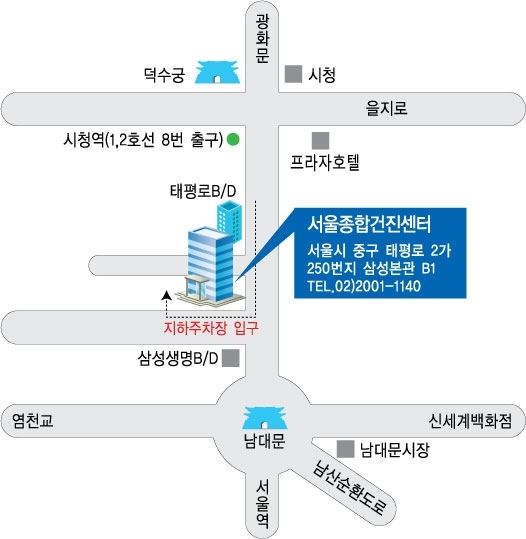 광화문
덕수궁
시청
을지로
시청역(1,2호선 8번 출구)
프라자호텔
태평로B/D
서울종합건진센터
서울시 중구 태평로 2가
250번지 삼성본관 B1
TEL.02)2001-1140
지하주차장 입구
삼성생명B/D
염천교
신세계백화점
남대문
남대문시장
남산순환도로
서울역